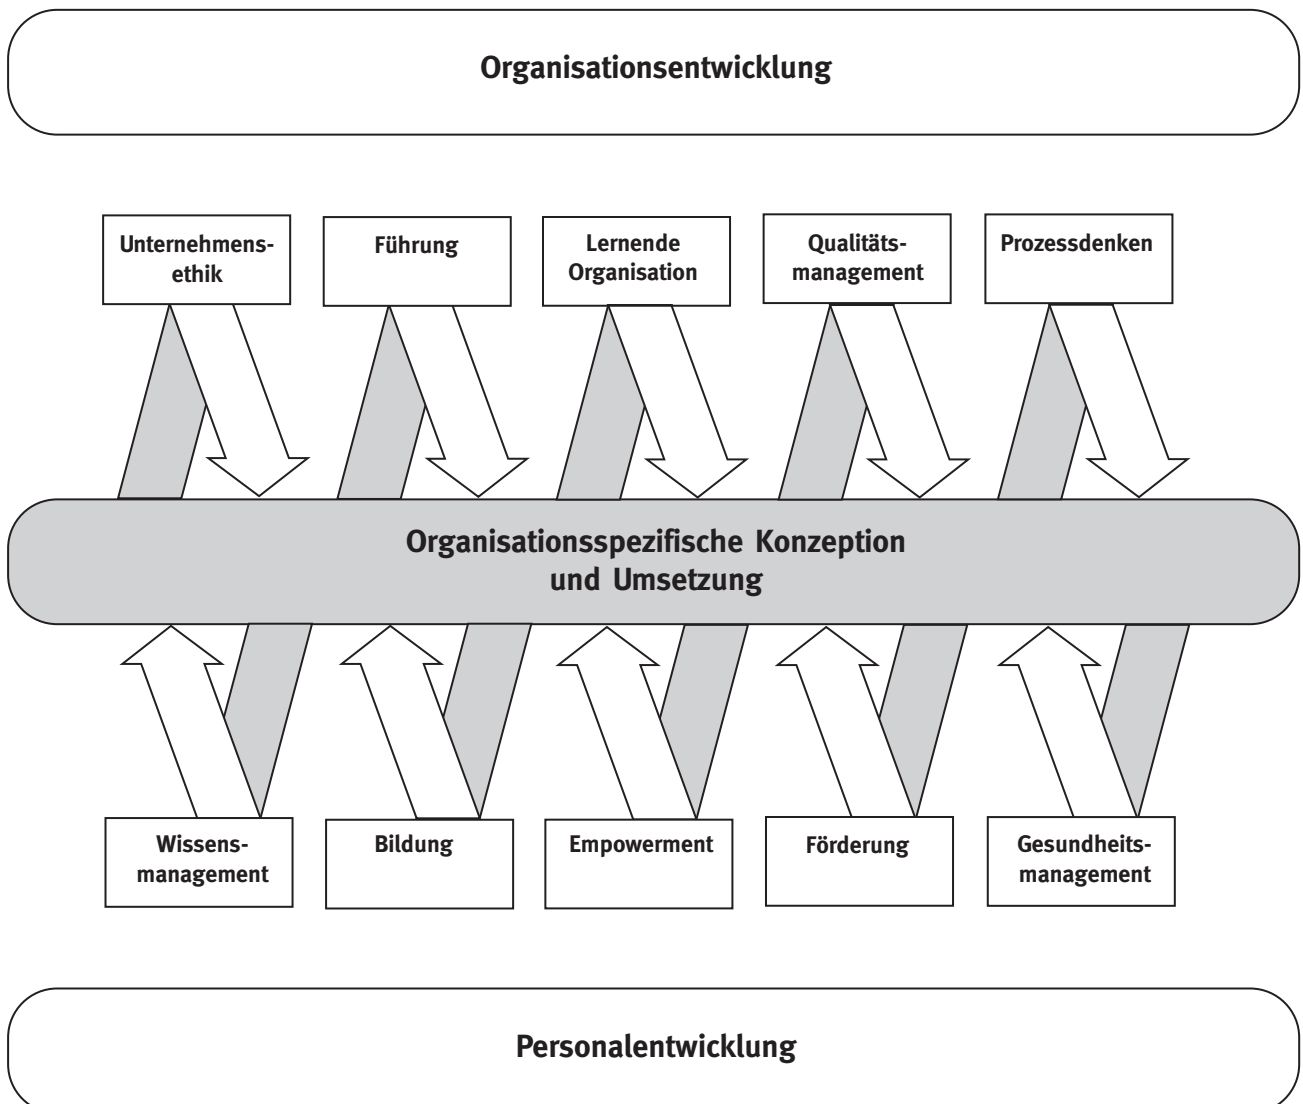 Organisationsentwicklung
Unternehmens-
ethik
Führung
Lernende
Organisation
Qualitäts-
management
Prozessdenken
Organisationsspezifische Konzeption
und Umsetzung
Wissens-
management
Bildung
Empowerment
Förderung
Gesundheits-
management
Personalentwicklung